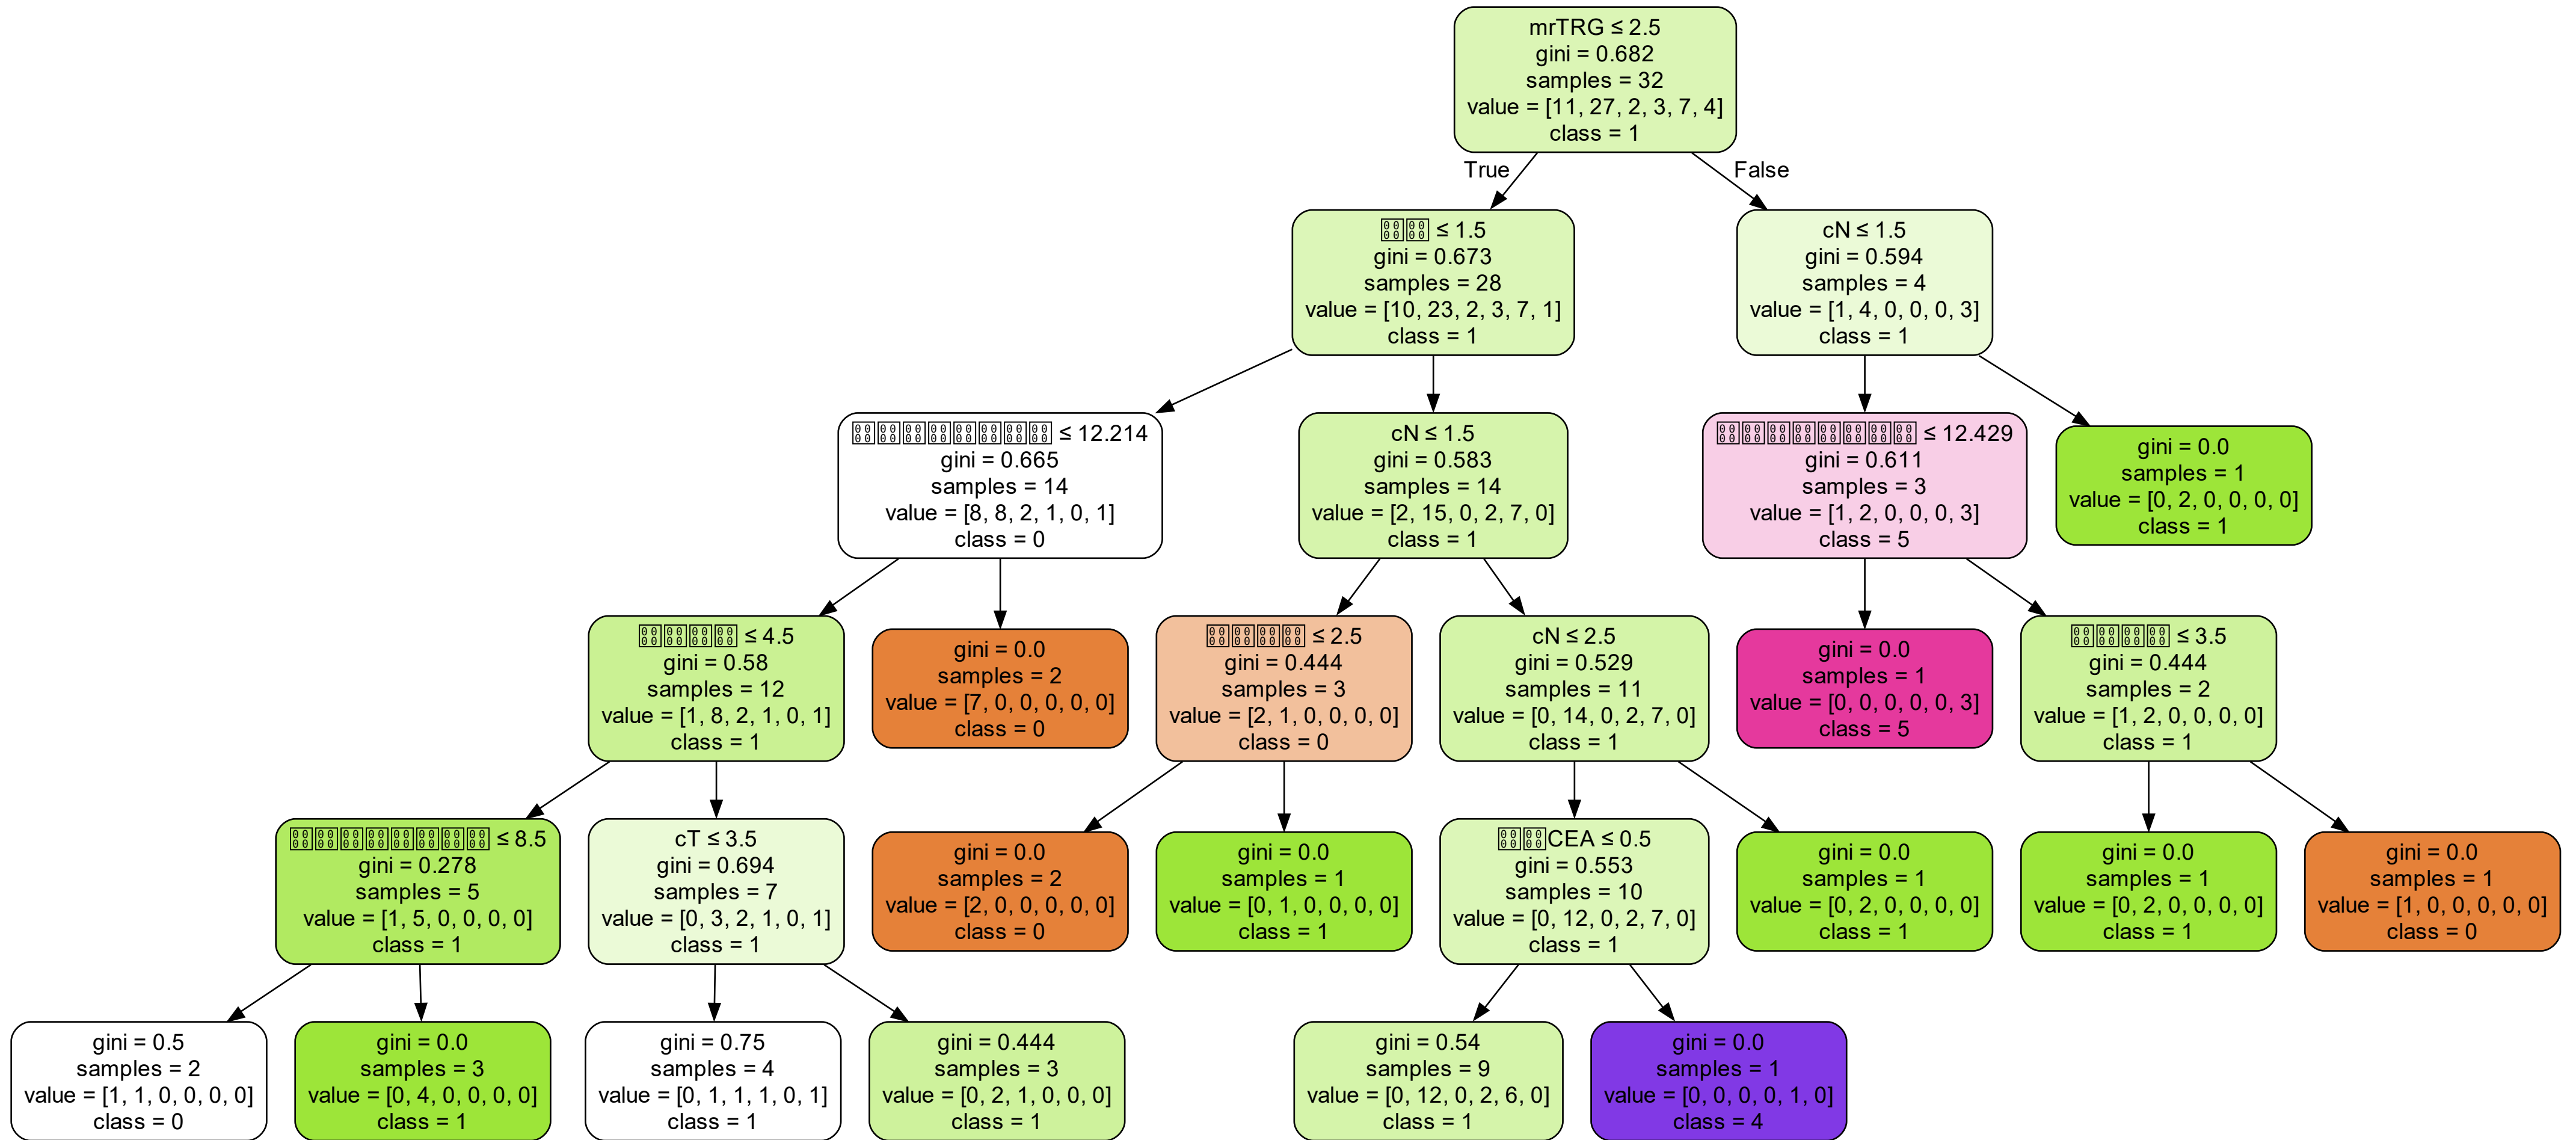 mrTRG ≤ 2.5
gini = 0.682
samples = 32
value = [11, 27, 2, 3, 7, 4]
class = 1
True
False
≤ 1.5
gini = 0.673
samples = 28
value = [10, 23, 2, 3, 7, 1]
class = 1
cN ≤ 1.5
gini = 0.594
samples = 4
value = [1, 4, 0, 0, 0, 3]
class = 1
≤ 12.214
gini = 0.665
samples = 14
value = [8, 8, 2, 1, 0, 1]
class = 0
cN ≤ 1.5
gini = 0.583
samples = 14
value = [2, 15, 0, 2, 7, 0]
class = 1
≤ 12.429
gini = 0.611
samples = 3
value = [1, 2, 0, 0, 0, 3]
class = 5
gini = 0.0
samples = 1
value = [0, 2, 0, 0, 0, 0]
class = 1
≤ 4.5
gini = 0.58
samples = 12
value = [1, 8, 2, 1, 0, 1]
class = 1
gini = 0.0
samples = 2
value = [7, 0, 0, 0, 0, 0]
class = 0
≤ 2.5
gini = 0.444
samples = 3
value = [2, 1, 0, 0, 0, 0]
class = 0
cN ≤ 2.5
gini = 0.529
samples = 11
value = [0, 14, 0, 2, 7, 0]
class = 1
gini = 0.0
samples = 1
value = [0, 0, 0, 0, 0, 3]
class = 5
≤ 3.5
gini = 0.444
samples = 2
value = [1, 2, 0, 0, 0, 0]
class = 1
≤ 8.5
gini = 0.278
samples = 5
value = [1, 5, 0, 0, 0, 0]
class = 1
cT ≤ 3.5
gini = 0.694
samples = 7
value = [0, 3, 2, 1, 0, 1]
class = 1
gini = 0.0
samples = 2
value = [2, 0, 0, 0, 0, 0]
class = 0
gini = 0.0
samples = 1
value = [0, 1, 0, 0, 0, 0]
class = 1
CEA ≤ 0.5
gini = 0.553
samples = 10
value = [0, 12, 0, 2, 7, 0]
class = 1
gini = 0.0
samples = 1
value = [0, 2, 0, 0, 0, 0]
class = 1
gini = 0.0
samples = 1
value = [0, 2, 0, 0, 0, 0]
class = 1
gini = 0.0
samples = 1
value = [1, 0, 0, 0, 0, 0]
class = 0
gini = 0.5
samples = 2
value = [1, 1, 0, 0, 0, 0]
class = 0
gini = 0.0
samples = 3
value = [0, 4, 0, 0, 0, 0]
class = 1
gini = 0.75
samples = 4
value = [0, 1, 1, 1, 0, 1]
class = 1
gini = 0.444
samples = 3
value = [0, 2, 1, 0, 0, 0]
class = 1
gini = 0.54
samples = 9
value = [0, 12, 0, 2, 6, 0]
class = 1
gini = 0.0
samples = 1
value = [0, 0, 0, 0, 1, 0]
class = 4